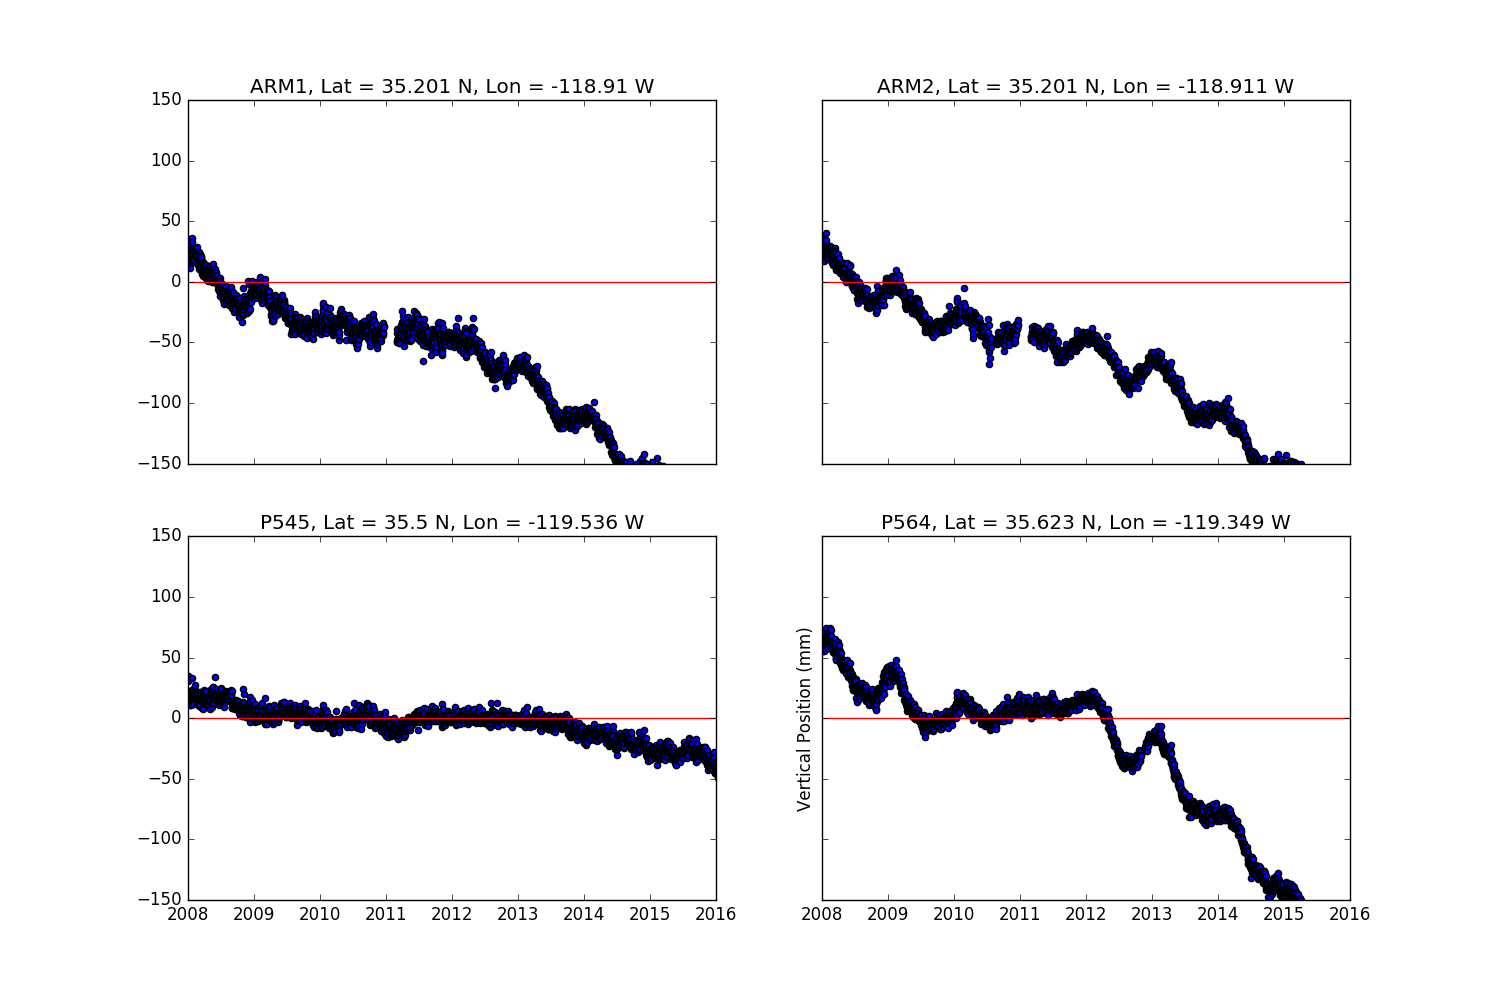 ARM1, Lat = 35.201 N, Lon = -118.91 W
ARM2, Lat = 35.201 N, Lon = -118.911 W
150
100
50
0
−50
−100
−150
P545, Lat = 35.5 N, Lon = -119.536 W
P564, Lat = 35.623 N, Lon = -119.349 W
150
100
50
0
−50
−100
−150
Vertical Position (mm)
2008 2009 2010 2011 2012 2013 2014 2015 2016
2008 2009 2010 2011 2012 2013 2014 2015 2016